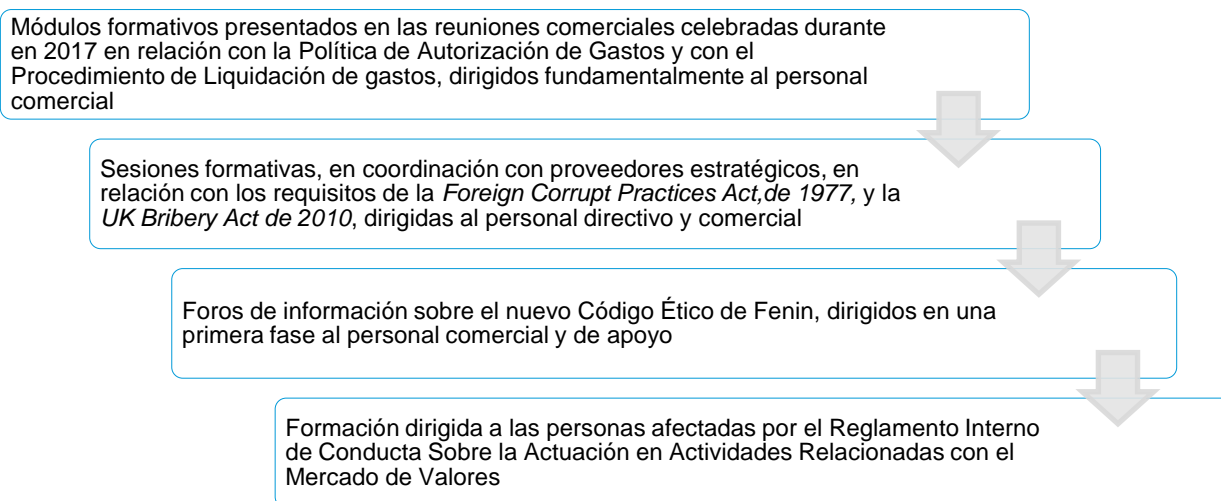 Módulos formativos presentados en las reuniones comerciales celebradas durante
en 2017 en relación con la Política de Autorización de Gastos y con el
Procedimiento de Liquidación de gastos, dirigidos fundamentalmente al personal
comercial
Sesiones formativas, en coordinación con proveedores estratégicos, en
relación con los requisitos de la Foreign Corrupt Practices Act,de 1977, y la
UK Bribery Act de 2010, dirigidas al personal directivo y comercial
Foros de información sobre el nuevo Código Ético de Fenin, dirigidos en una
primera fase al personal comercial y de apoyo
Formación dirigida a las personas afectadas por el Reglamento Interno
de Conducta Sobre la Actuación en Actividades Relacionadas con el
Mercado de Valores